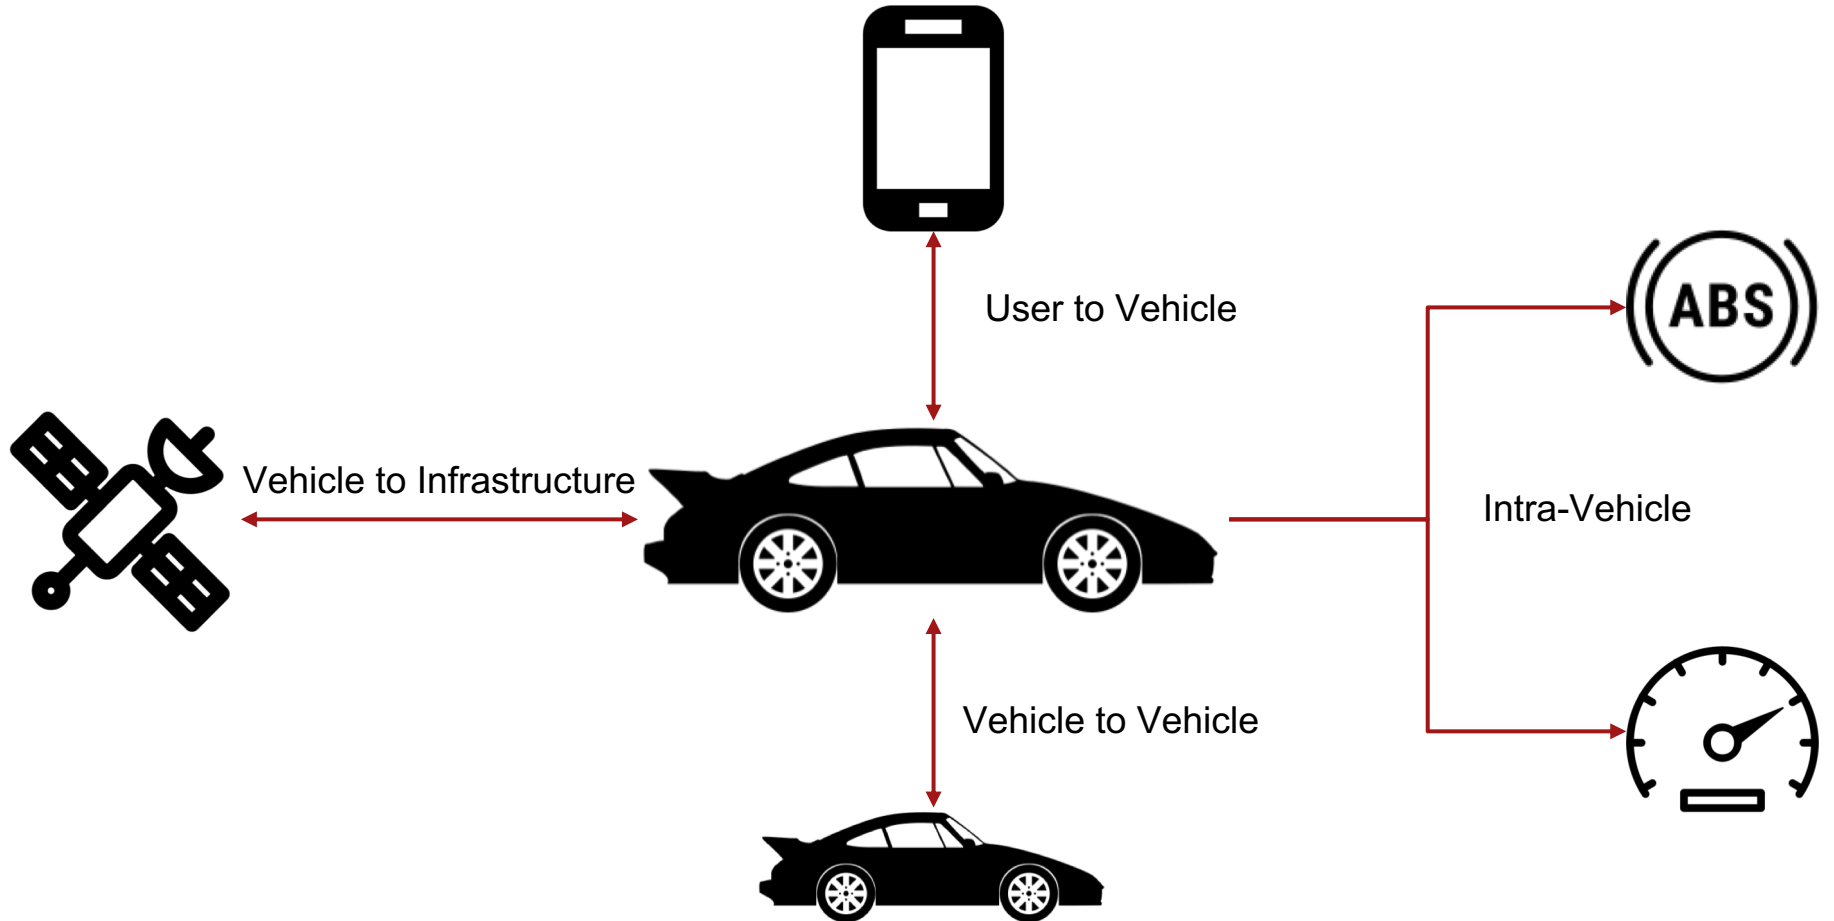 User to Vehicle
ABS
Vehicle to Infrastructure
Intra-Vehicle
Vehicle to Vehicle